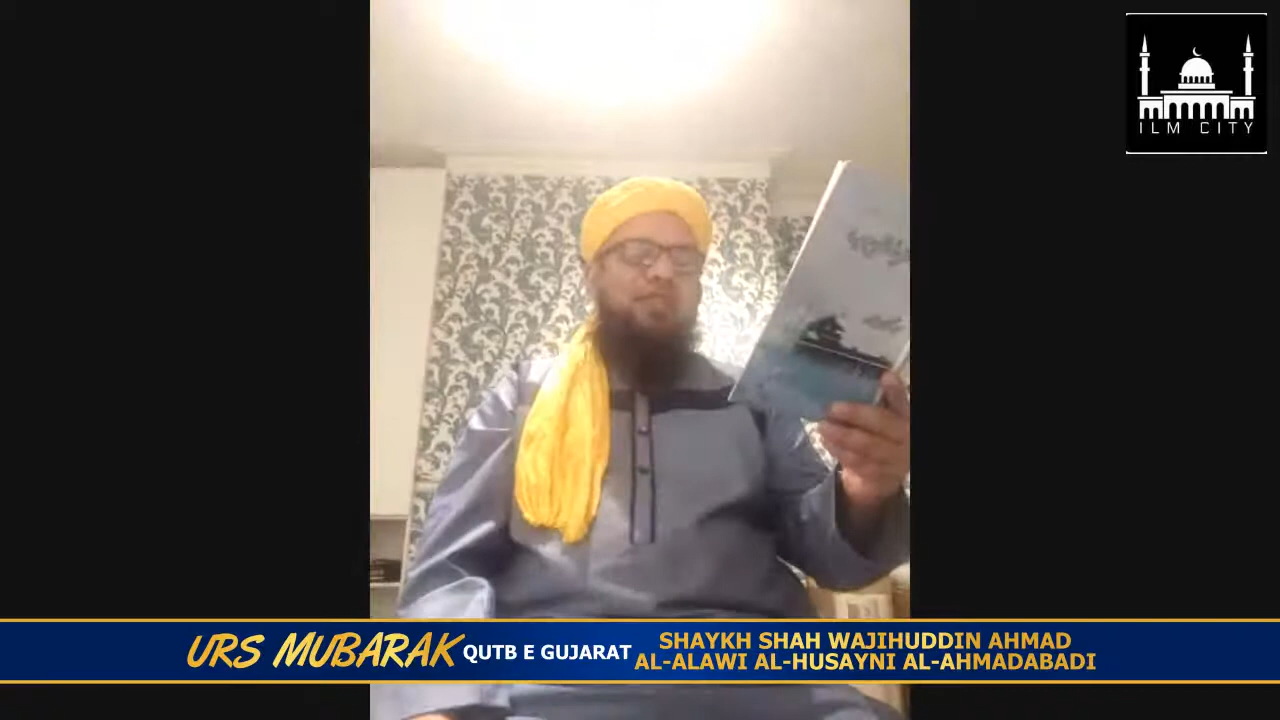 ILM CITY
URS MUBARAK QUTB E GUJARAT SHAYKH SHAH WAJIHUDDIN AHMAD
AL-ALAWI AL-HUSAYNI AL-AHMADABADI